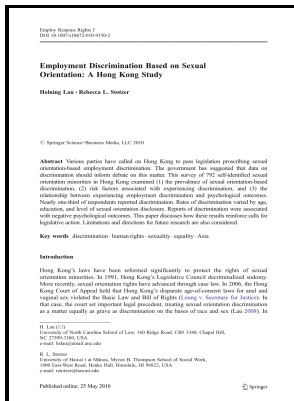 Employ Respons Rights J
DOI 10.1007/s10672-010-9150-2
Employment Discrimination Based on Sexual
Orientation: A Hong Kong Study
Holning Lau · Rebecca L. Stotzer
© Springer Science+Business Media, LLC 2010
Abstract Various parties have called on Hong Kong to pass legislation proscribing sexual
orientation-based employment discrimination. The government has suggested that data on
discrimination should inform debate on this matter. This survey of 792 self-identified sexual
orientation minorities in Hong Kong examined (1) the prevalence of sexual orientation-based
discrimination, (2) risk factors associated with experiencing discrimination, and (3) the
relationship between experiencing employment discrimination and psychological outcomes.
Nearly one-third of respondents reported discrimination. Rates of discrimination varied by age,
education, and level of sexual orientation disclosure. Reports of discrimination were associated
with negative psychological outcomes. This paper discusses how these results reinforce calls for
legislative action. Limitations and directions for future research are also considered.
Key words discrimination · human rights · sexuality · equality · Asia
Introduction
Hong Kong's laws have been reformed significantly to protect the rights of sexual
orientation minorities. In 1991, Hong Kong's Legislative Council decriminalized sodomy.
More recently, sexual orientation rights have advanced through case law. In 2006, the Hong
Kong Court of Appeal held that Hong Kong's disparate age-of-consent laws for anal and
vaginal sex violated the Basic Law and Bill of Rights (Leung v. Secretary for Justice). In
that case, the court set important legal precedent, treating sexual orientation discrimination
as a matter equally as grave as discrimination on the bases of race and sex (Lau 2008). In
H. Lau (✉)
University of North Carolina School of Law, 160 Ridge Road, CB# 3380, Chapel Hill,
NC 27599-3380, USA
e-mail: hslau@email.unc.edu
R. L. Stotzer
University of Hawai'i at Mānoa, Myron B. Thompson School of Social Work,
1800 East-West Road, Henke Hall, Honolulu, HI 96822, USA
e-mail: rstotzer@hawaii.edu
Published online: 25 May 2010
Springer